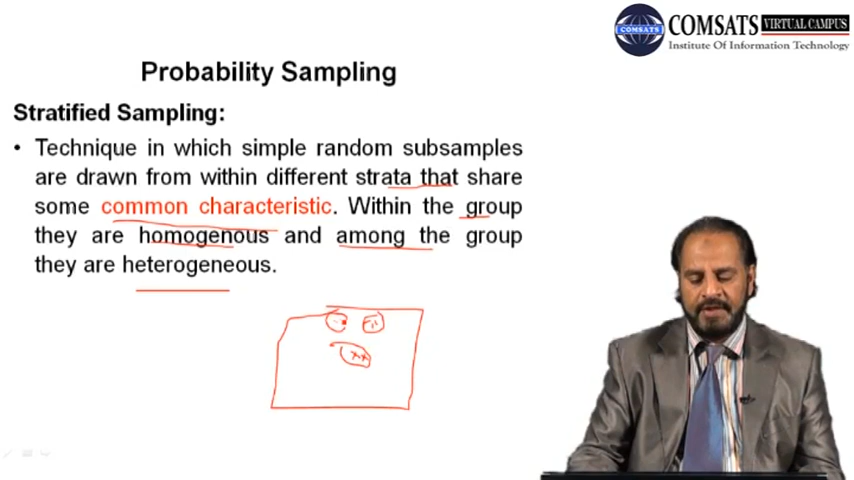 COMSATS VIRTUAL CAMPUS
COMSATS
Institute Of Information Technology
Probability Sampling
Stratified Sampling:
• Technique in which simple random subsamples
are drawn from within different strata that share
some common characteristic. Within the group
they are homogenous and among the group
they are heterogeneous.